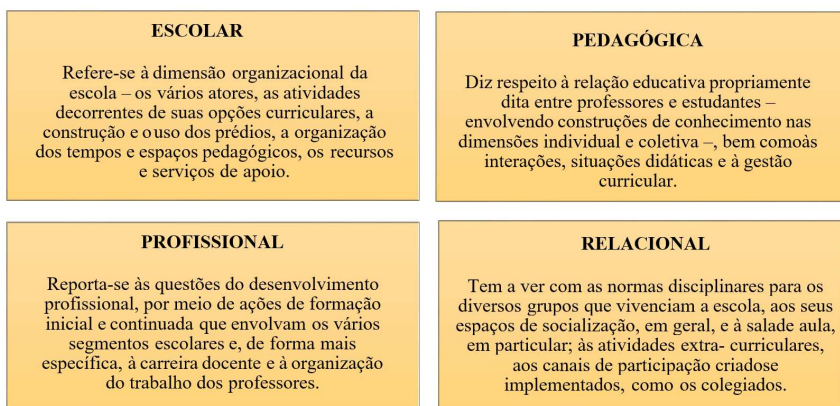 ESCOLAR
Refere-se à dimensão organizacional da
escola – os vários atores, as atividades
decorrentes de suas opções curriculares, a
construção e o uso dos prédios, a organização
dos tempos e espaços pedagógicos, os recursos
e serviços de apoio.
PEDAGÓGICA
Diz respeito à relação educativa propriamente
dita entre professores e estudantes –
envolvendo construções de conhecimento nas
dimensões individual e coletiva –, bem comoàs
interações, situações didáticas e à gestão
curricular.
PROFISSIONAL
Reporta-se às questões do desenvolvimento
profissional, por meio de ações de formação
inicial e continuada que envolvam os vários
segmentos escolares e, de forma mais
específica, à carreira docente e à organização
do trabalho dos professores.
RELACIONAL
Tem a ver com as normas disciplinares para os
diversos grupos que vivenciam a escola, aos seus
espaços de socialização, em geral, e à salade aula,
em particular; às atividades extra- curriculares,
aos canais de participação criadose
implementados, como os colegiados.